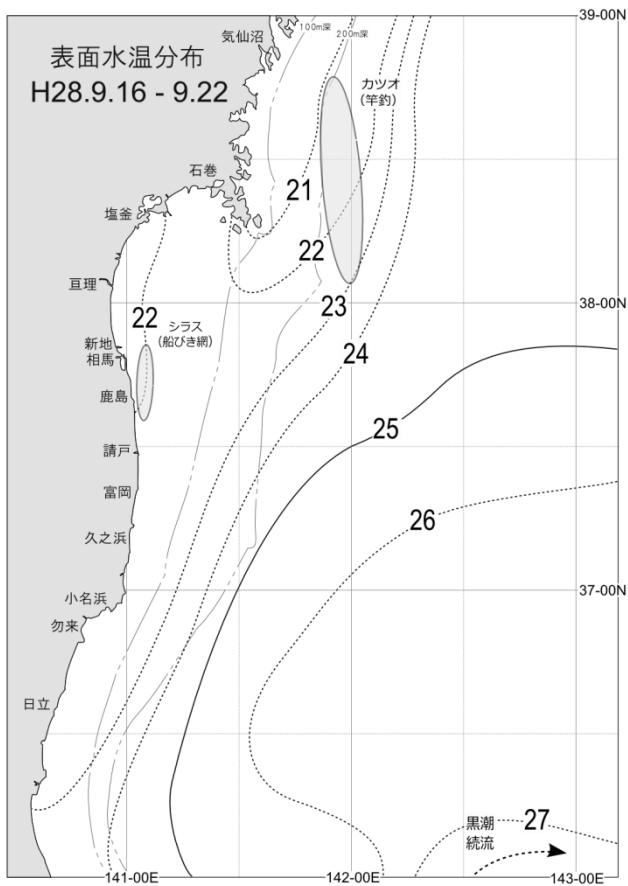 表面水温分布
H28.9.16 - 9.22
気仙沼
100m深
200m深
39-00N
カツオ
(竿釣)
石巻
21
塩釜
22
亘理
38-00N
23
22
シラス
(船びき網)
新地
相馬
24
鹿島
25
請戸
富岡
26
久之浜
37-00N
小名浜
勿来
日立
黒潮
続流
27
141-00E
142-00E
143-00E